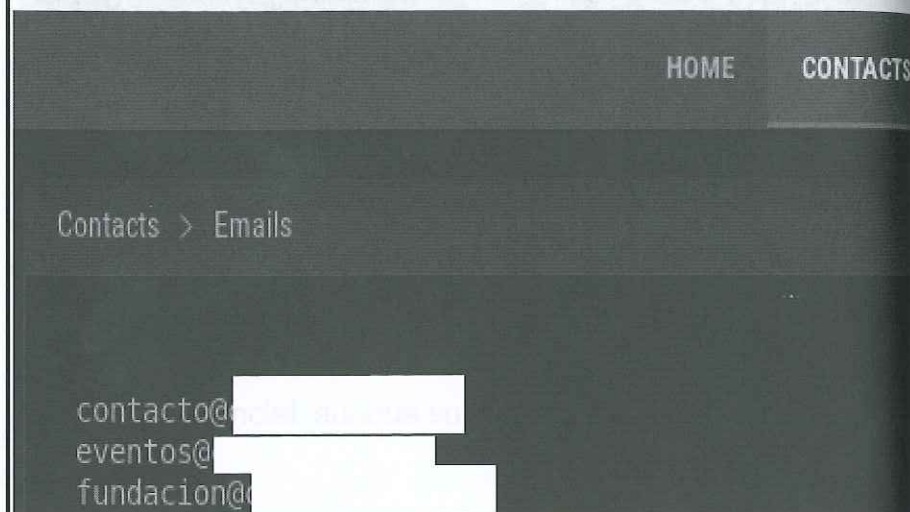 HOME CONTACTS
Contacts > Emails
contacto@
eventos@
fundacion@